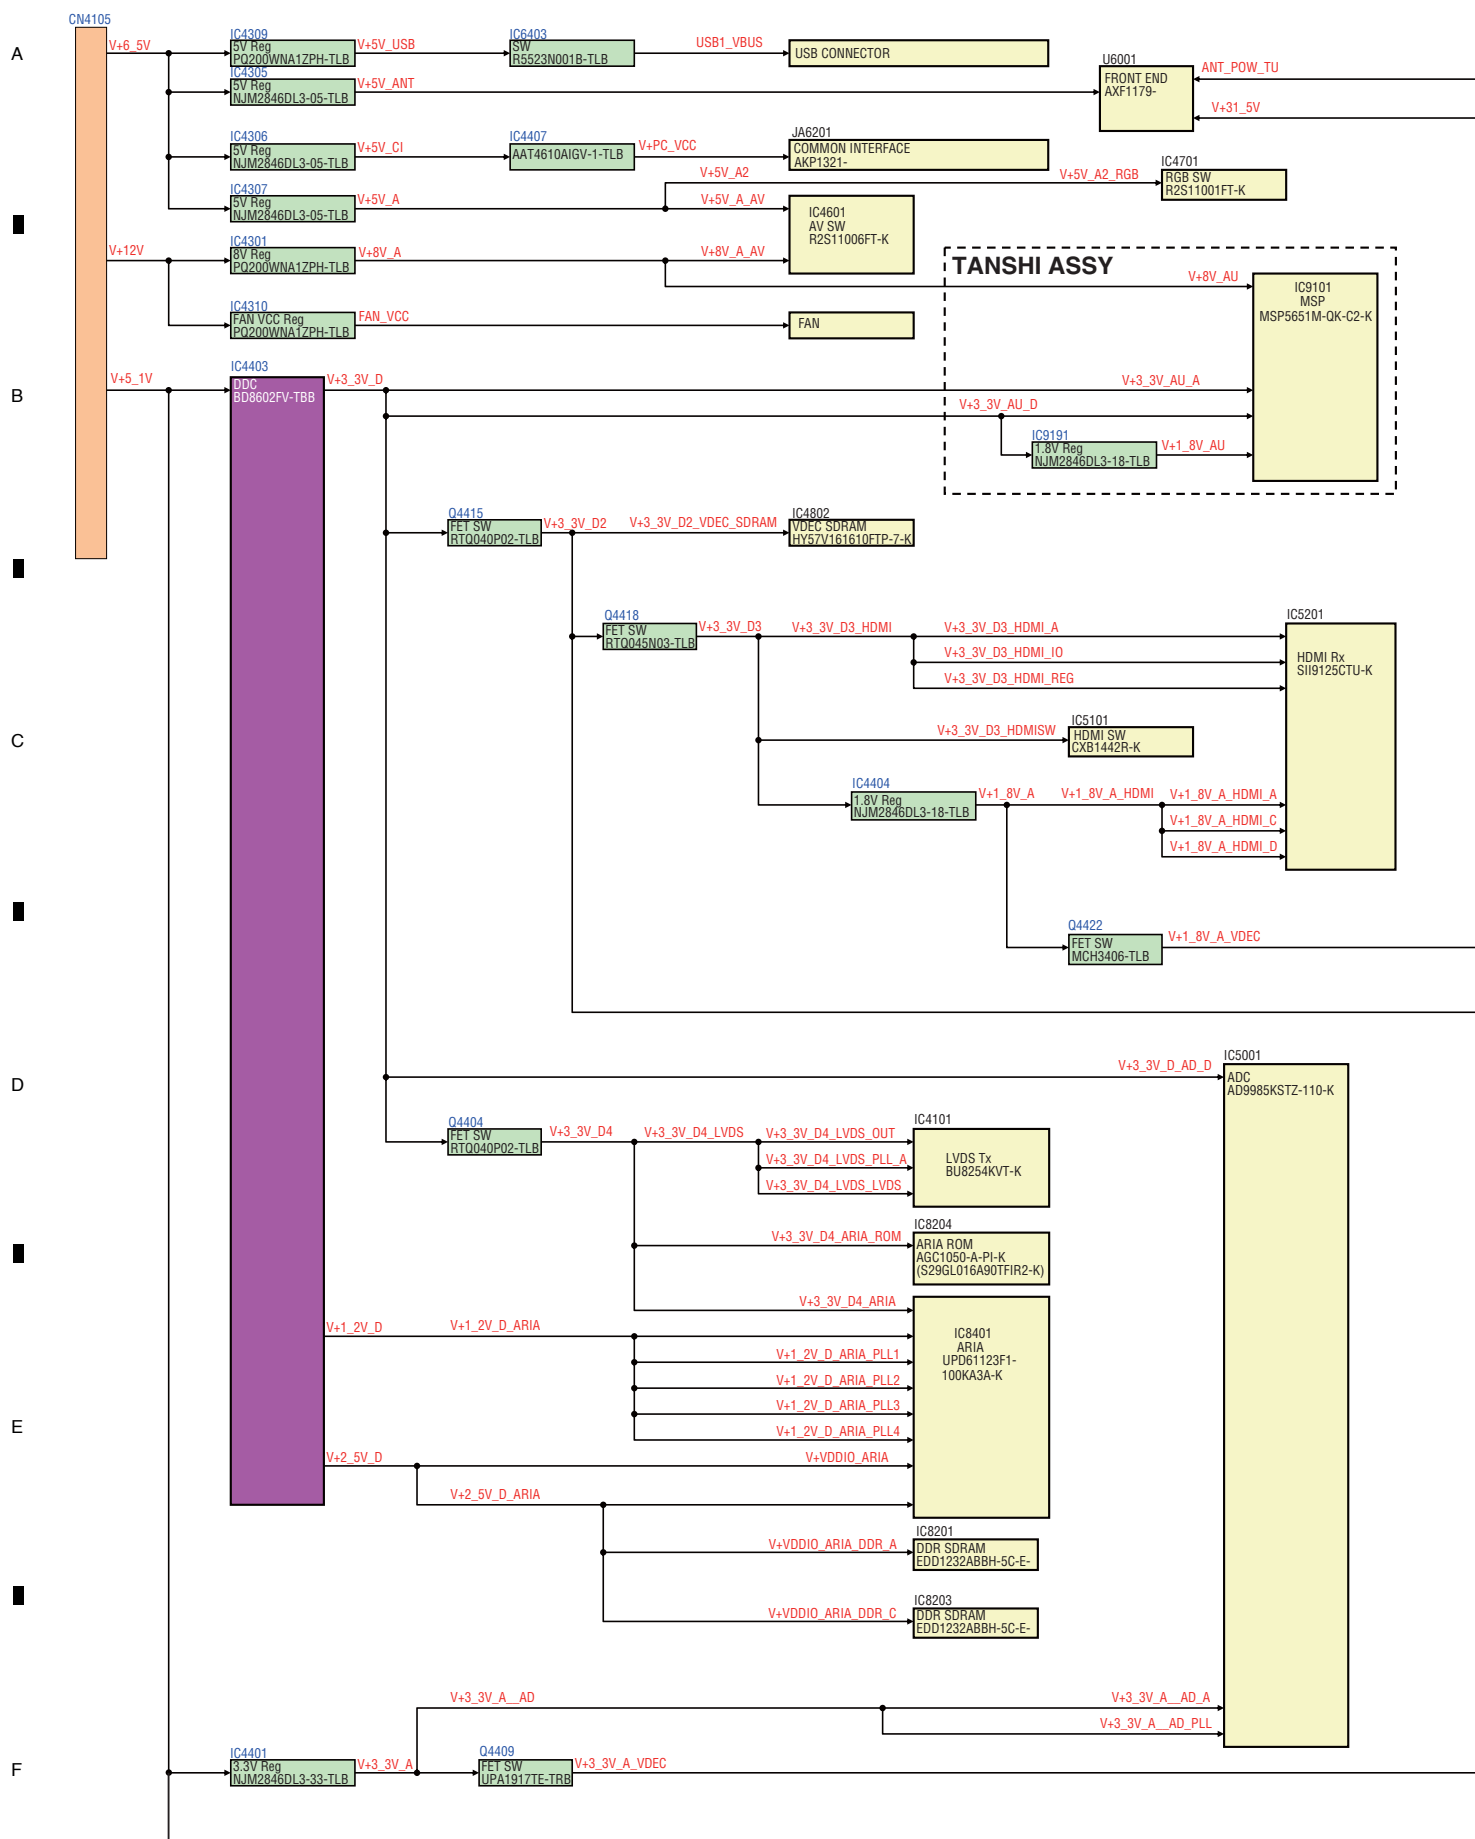 CN4105
A
V+6_5V
IC4309
5V Reg
PQ200WNA1ZPH-TLB
V+5V_USB
IC6403
SW
R5523N001B-TLB
USB1_VBUS
USB CONNECTOR
IC4305
5V Reg
NJM2846DL3-05-TLB
V+5V_ANT
U6001
FRONT END
AXF1179-
ANT_POW_TU
V+31_5V
IC4306
5V Reg
NJM2846DL3-05-TLB
V+5V_CI
IC4407
AAT4610AIGV-1-TLB
V+PC_VCC
JA6201
COMMON INTERFACE
AKP1321-
IC4307
5V Reg
NJM2846DL3-05-TLB
V+5V_A
V+5V_A2
V+5V_A2_RGB
IC4701
RGB SW
R2S11001FT-K
V+5V_A_AV
IC4601
AV SW
R2S11006FT-K
V+12V
IC4301
8V Reg
PQ200WNA1ZPH-TLB
V+8V_A
V+8V_A_AV
TANSHI ASSY
V+8V_AU
IC9101
MSP
MSP5651M-QK-C2-K
IC4310
FAN VCC Reg
PQ200WNA1ZPH-TLB
FAN_VCC
FAN
B
V+5_1V
IC4403
DDC
BD8602FV-TBB
V+3_3V_D
V+3_3V_AU_A
V+3_3V_AU_D
IC9191
1.8V Reg
NJM2846DL3-18-TLB
V+1_8V_AU
Q4415
FET SW
RTQ040P02-TLB
V+3_3V_D2
V+3_3V_D2_VDEC_SDRAM
IC4802
VDEC SDRAM
HY57V161610FTP-7-K
Q4418
FET SW
RTQ045N03-TLB
V+3_3V_D3
V+3_3V_D3_HDMI
V+3_3V_D3_HDMI_A
V+3_3V_D3_HDMI_IO
V+3_3V_D3_HDMI_REG
IC5201
HDMI Rx
SII9125CTU-K
C
V+3_3V_D3_HDMISW
IC5101
HDMI SW
CXB1442R-K
IC4404
1.8V Reg
NJM2846DL3-18-TLB
V+1_8V_A
V+1_8V_A_HDMI
V+1_8V_A_HDMI_A
V+1_8V_A_HDMI_C
V+1_8V_A_HDMI_D
Q4422
FET SW
MCH3406-TLB
V+1_8V_A_VDEC
D
V+3_3V_D_AD_D
IC5001
ADC
AD9985KSTZ-110-K
Q4404
FET SW
RTQ040P02-TLB
V+3_3V_D4
V+3_3V_D4_LVDS
V+3_3V_D4_LVDS_OUT
V+3_3V_D4_LVDS_PLL_A
V+3_3V_D4_LVDS_LVDS
IC4101
LVDS Tx
BU8254KVT-K
V+3_3V_D4_ARIA_ROM
IC8204
ARIA ROM
AGC1050-A-PI-K
(S29GL016A90TFIR2-K)
V+3_3V_D4_ARIA
V+1_2V_D
V+1_2V_D_ARIA
V+1_2V_D_ARIA_PLL1
V+1_2V_D_ARIA_PLL2
V+1_2V_D_ARIA_PLL3
V+1_2V_D_ARIA_PLL4
IC8401
ARIA
UPD61123F1-
100KA3A-K
E
V+2_5V_D
V+VDDIO_ARIA
V+2_5V_D_ARIA
V+VDDIO_ARIA_DDR_A
IC8201
DDR SDRAM
EDD1232ABBH-5C-E-
V+VDDIO_ARIA_DDR_C
IC8203
DDR SDRAM
EDD1232ABBH-5C-E-
V+3_3V_A__AD
V+3_3V_A__AD_A
V+3_3V_A__AD_PLL
F
IC4401
3.3V Reg
NJM2846DL3-33-TLB
V+3_3V_A
Q4409
FET SW
UPA1917TE-TRB
V+3_3V_A_VDEC